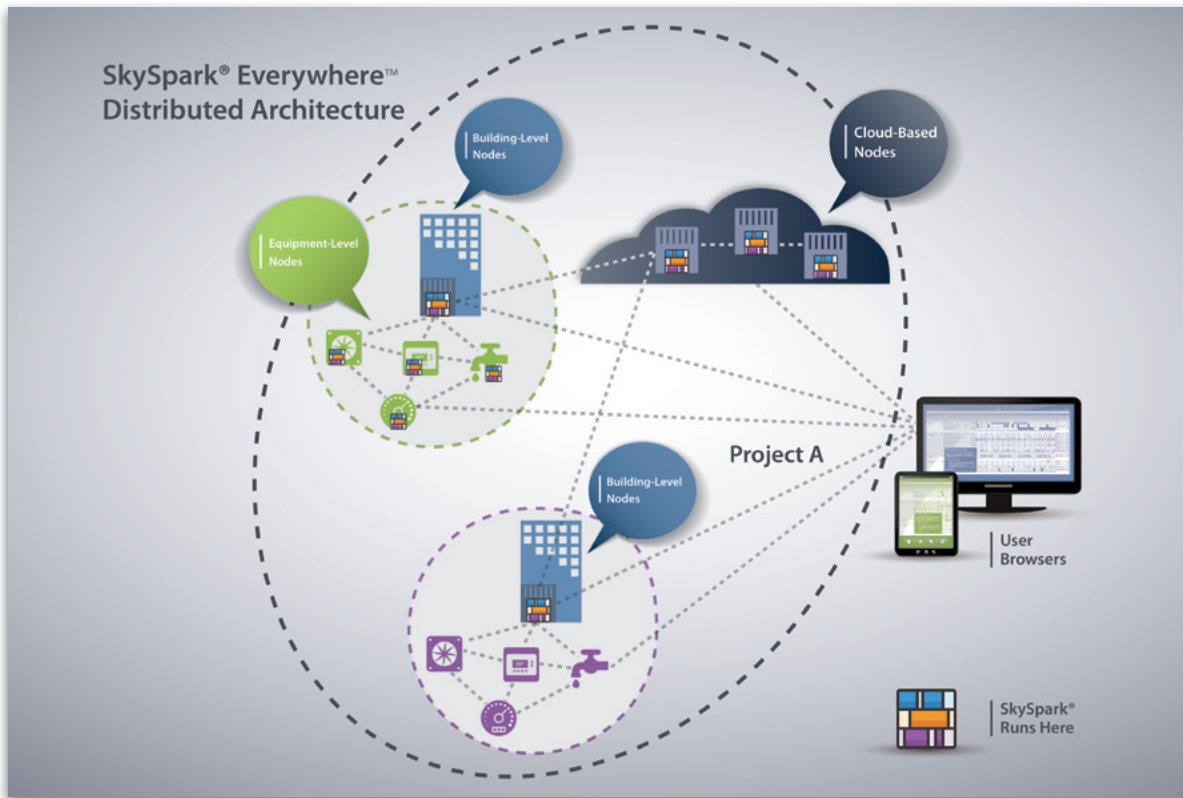 SkySpark® Everywhere™
Distributed Architecture
Building-Level
Nodes
Cloud-Based
Nodes
Equipment-Level
Nodes
Project A
Building-Level
Nodes
User
Browsers
SkySpark®
Runs Here